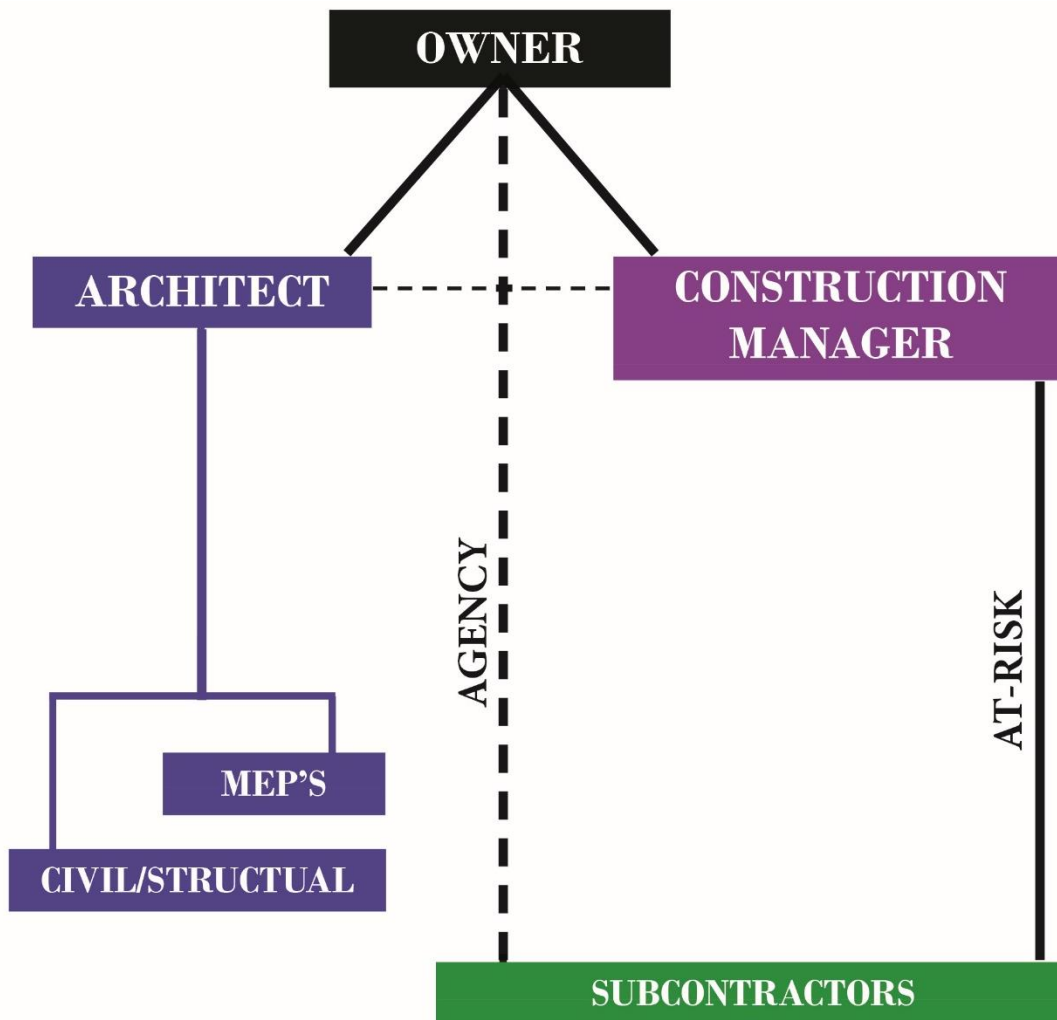 OWNER
ARCHITECT
CONSTRUCTION
MANAGER
AGENCY
AT-RISK
MEP'S
CIVIL/STRUCTUAL
SUBCONTRACTORS